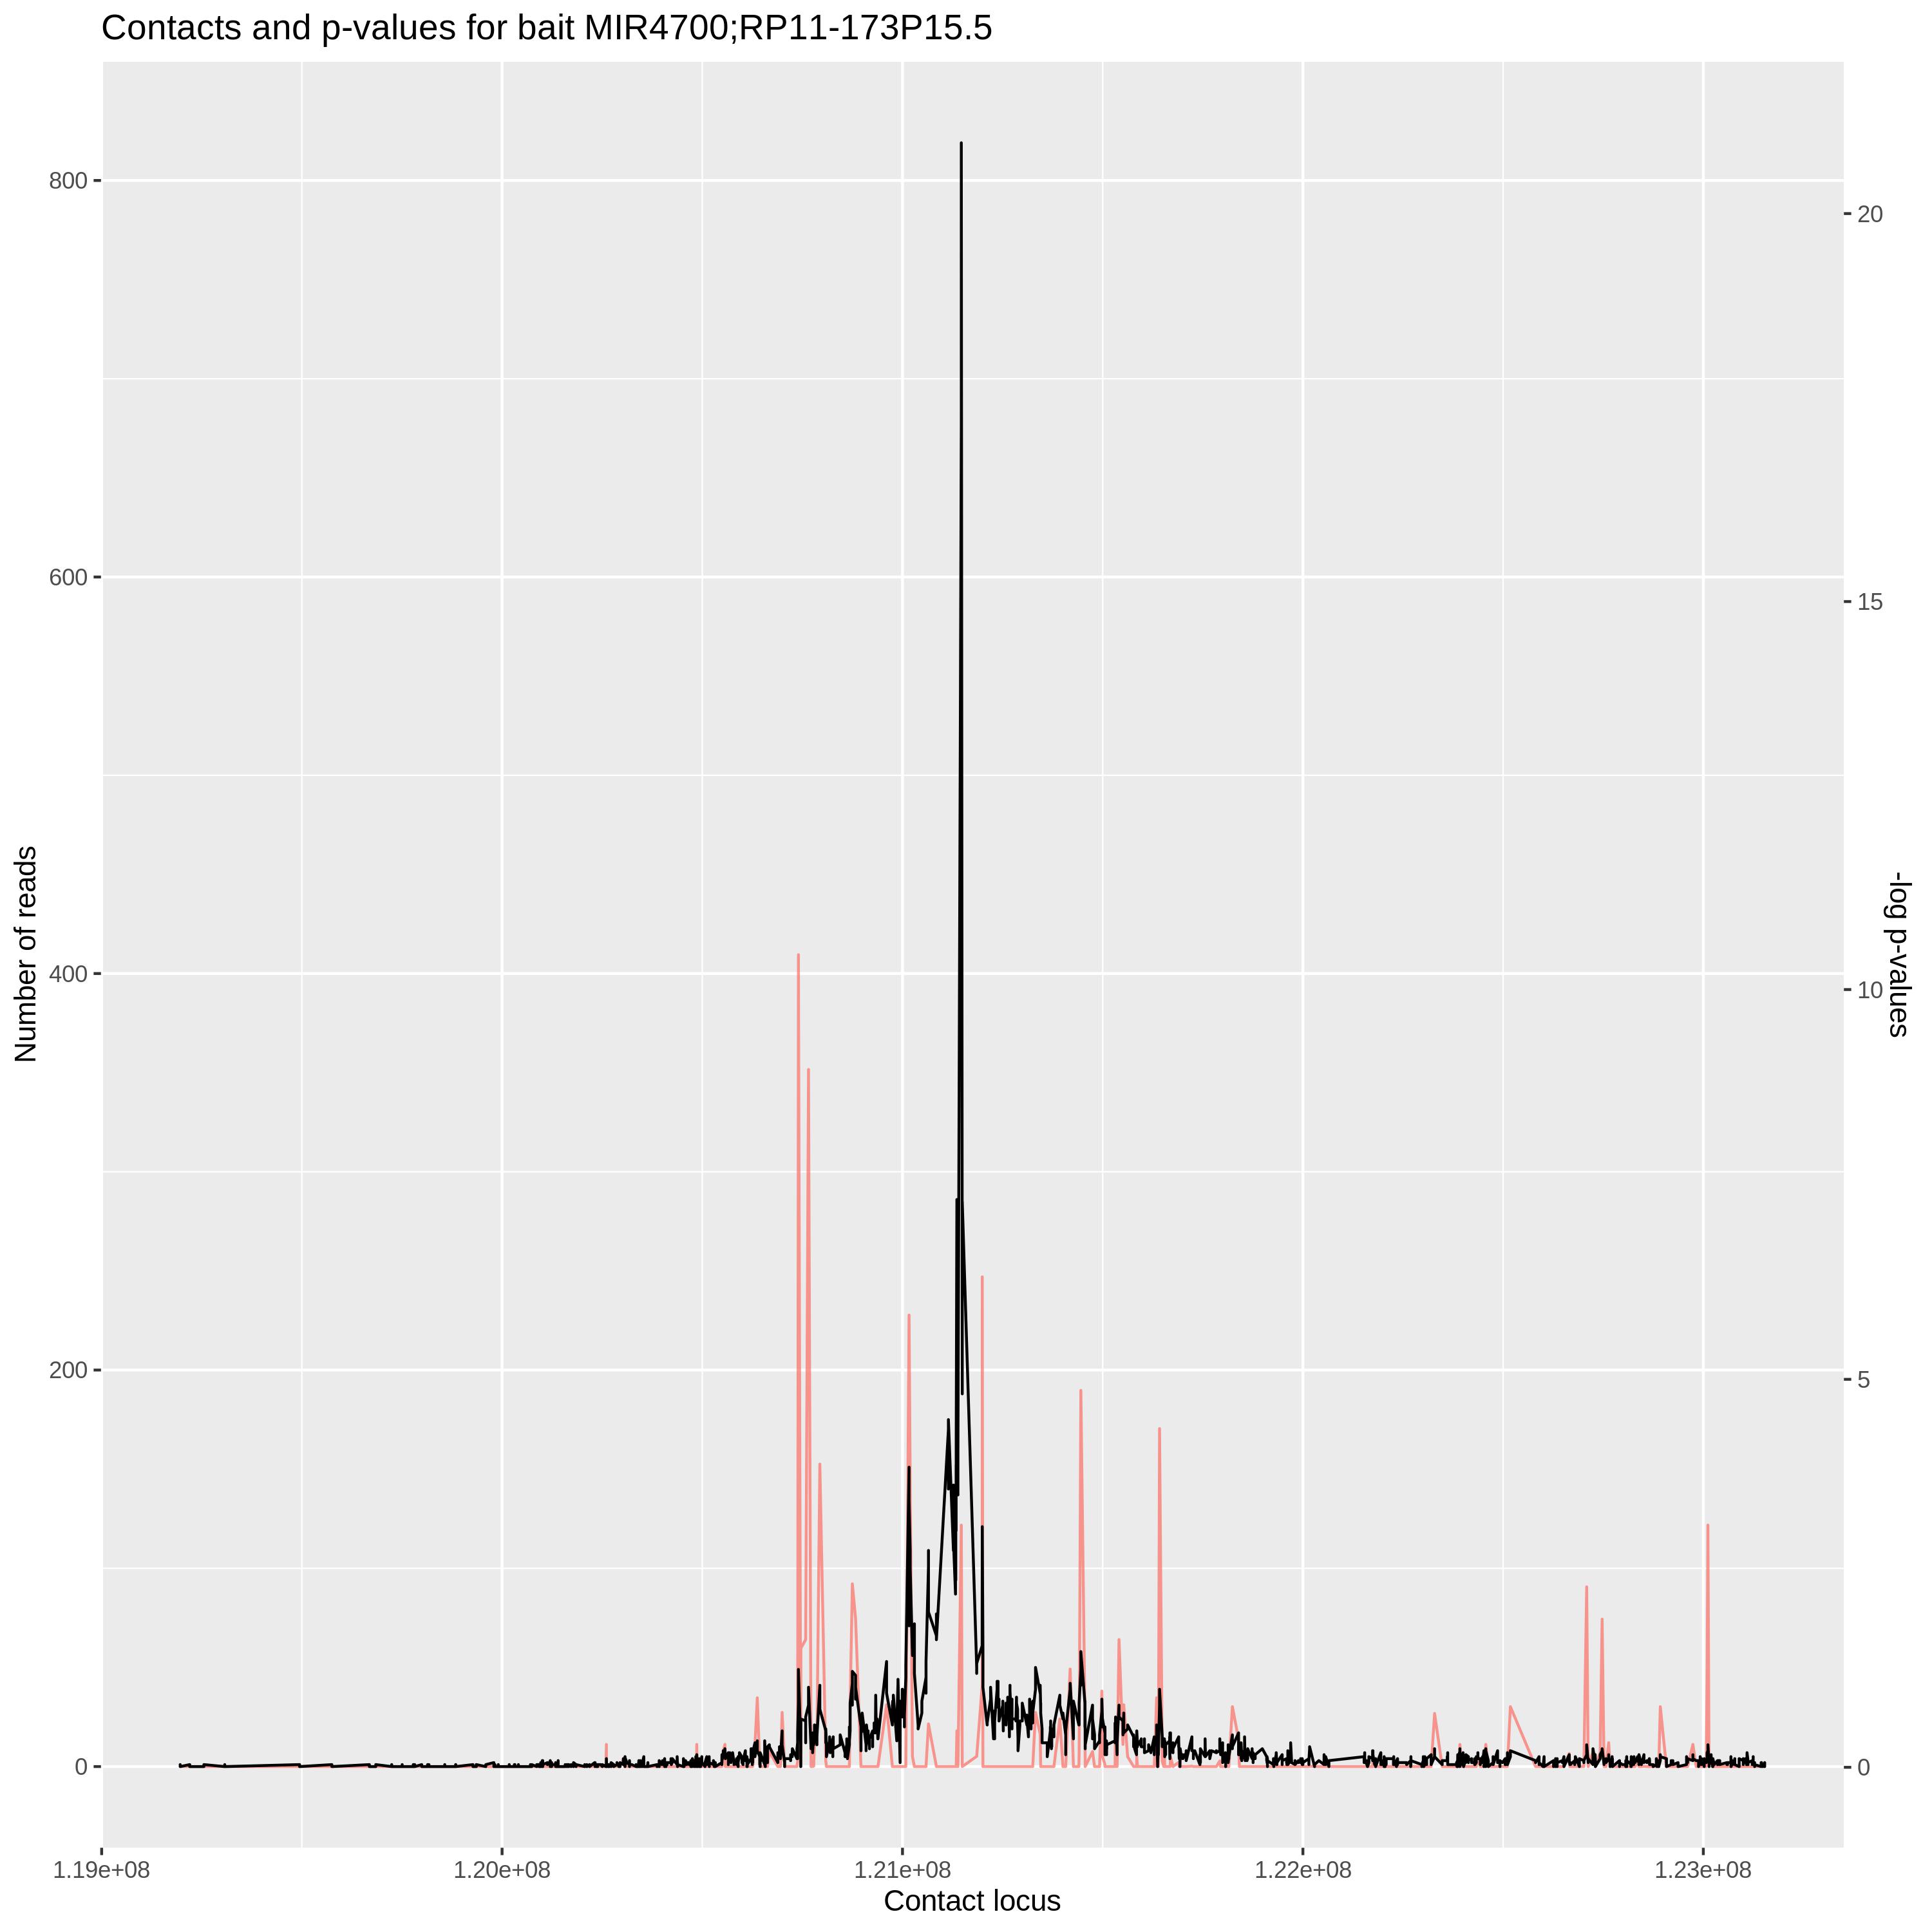 Contacts and p-values for bait MIR4700;RP11-173P15.5
800
600
400
200
0
Number of reads
20
15
10
5
0
-log p-values
1.19e+08
1.20e+08
1.21e+08
1.22e+08
1.23e+08
Contact locus